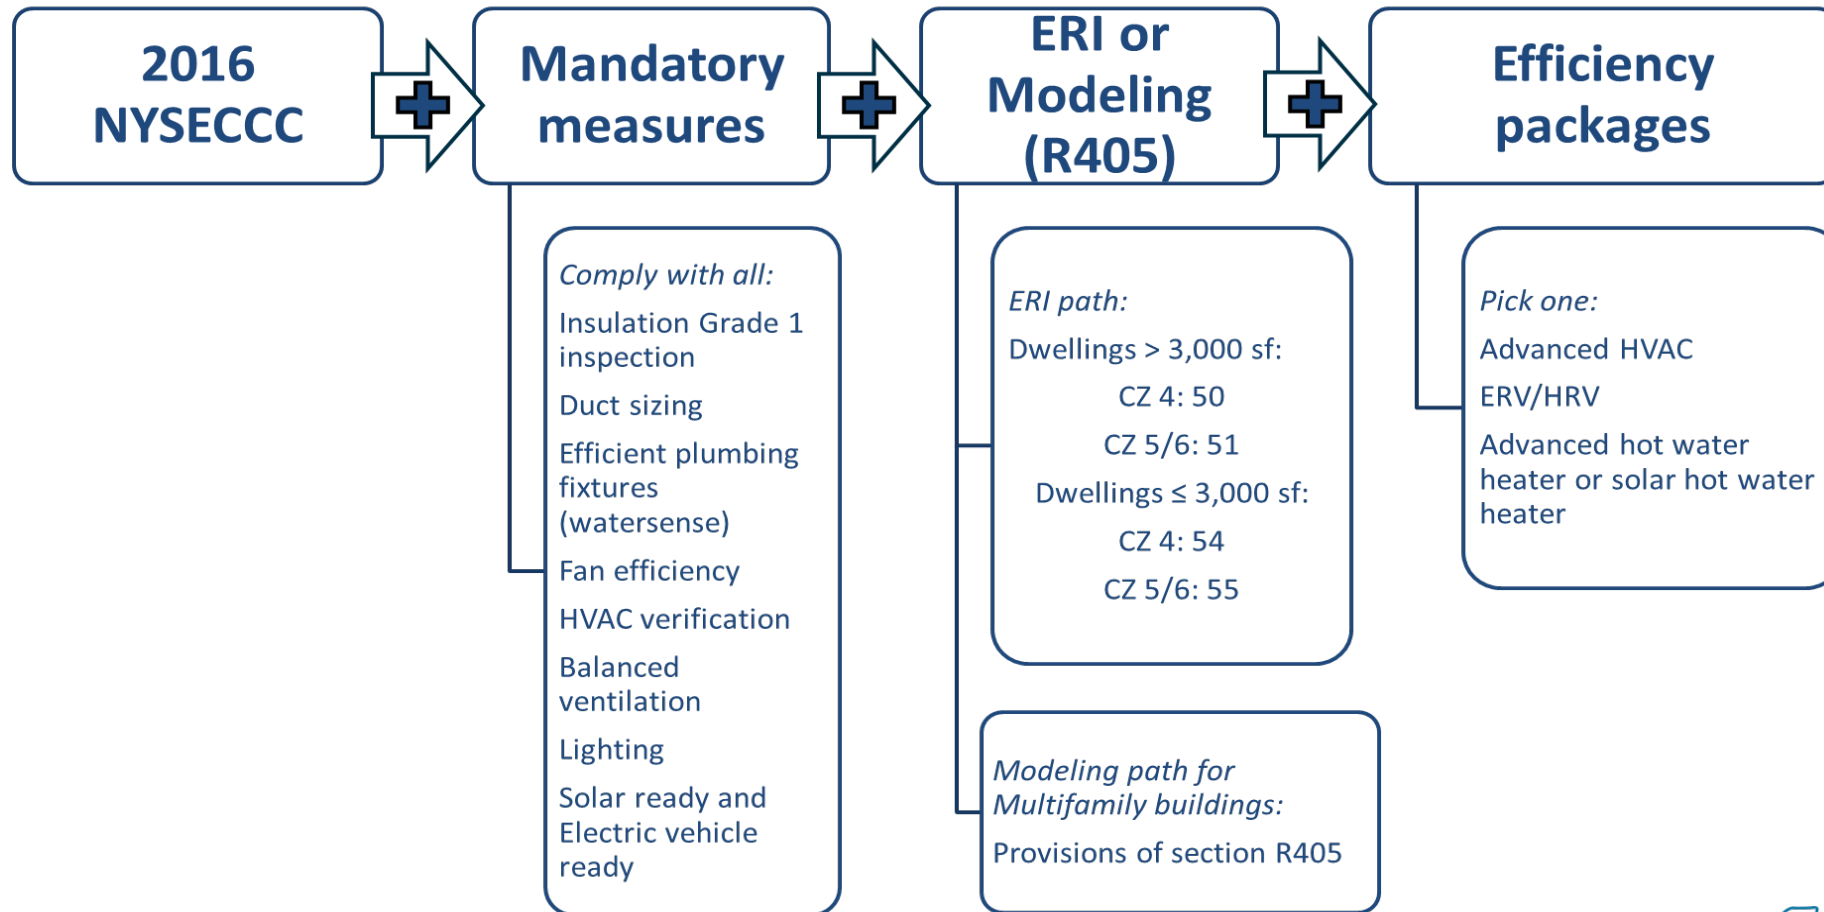 2016
NYSECCC
Mandatory
measures
ERI or
Modeling
(R405)
Efficiency
packages
Comply with all:
Insulation Grade 1
inspection
Duct sizing
Efficient plumbing
fixtures
(watersense)
Fan efficiency
HVAC verification
Balanced
ventilation
Lighting
Solar ready and
Electric vehicle
ready
ERI path:
Dwellings > 3,000 sf:
CZ 4: 50
CZ 5/6: 51
Dwellings ≤ 3,000 sf:
CZ 4: 54
CZ 5/6: 55
Modeling path for
Multifamily buildings:
Provisions of section R405
Pick one:
Advanced HVAC
ERV/HRV
Advanced hot water
heater or solar hot water
heater